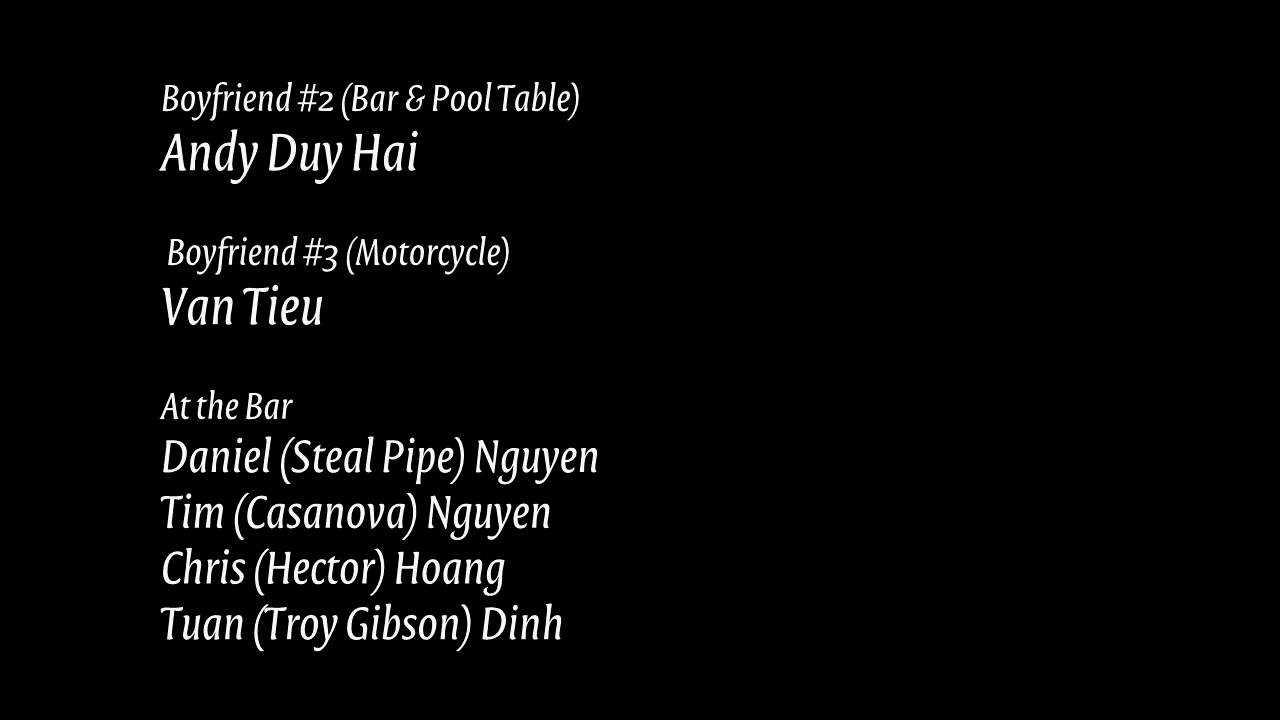 Boyfriend #2 (Bar & Pool Table)
Andy Duy Hai
Boyfriend #3 (Motorcycle)
Van Tieu
At the Bar
Daniel (Steal Pipe) Nguyen
Tim (Casanova) Nguyen
Chris (Hector) Hoang
Tuan (Troy Gibson) Dinh